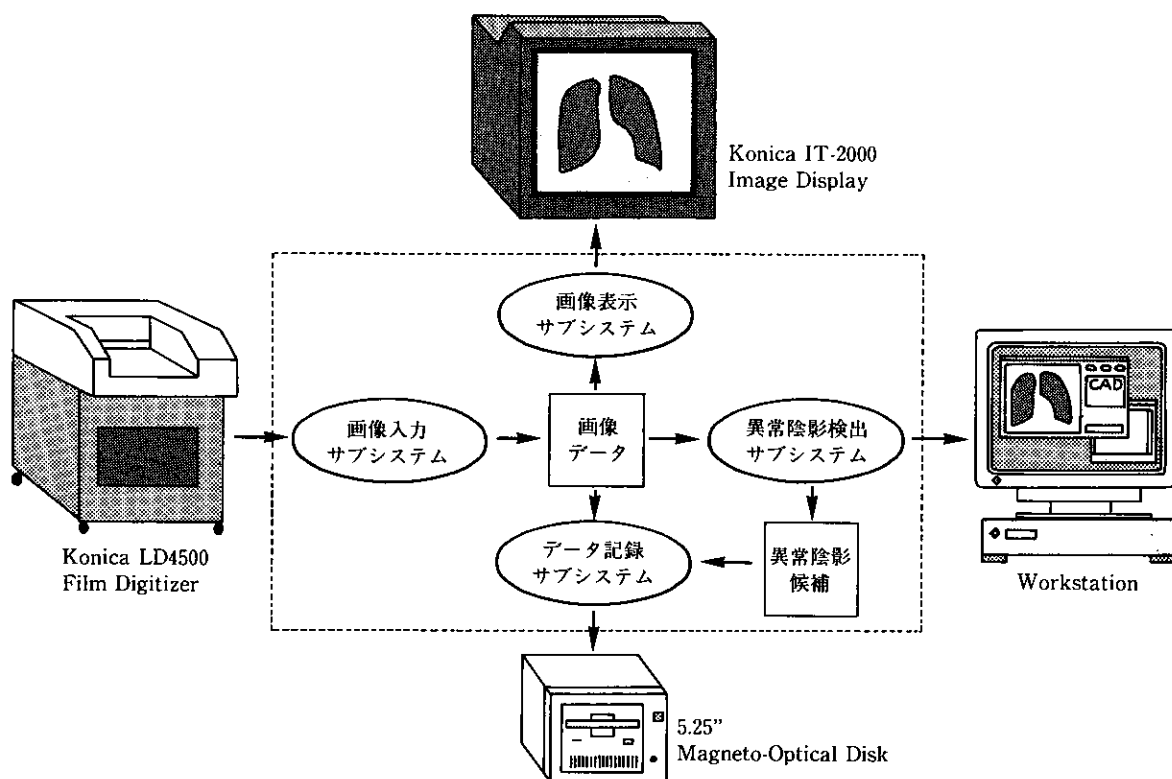 Konica IT-2000
Image Display
画像表示
サブシステム
画像入力
サブシステム
画像
データ
異常陰影検出
サブシステム
CAD
Konica LD4500
Film Digitizer
データ記録
サブシステム
異常陰影
候補
Workstation
5.25”
Magneto-Optical Disk